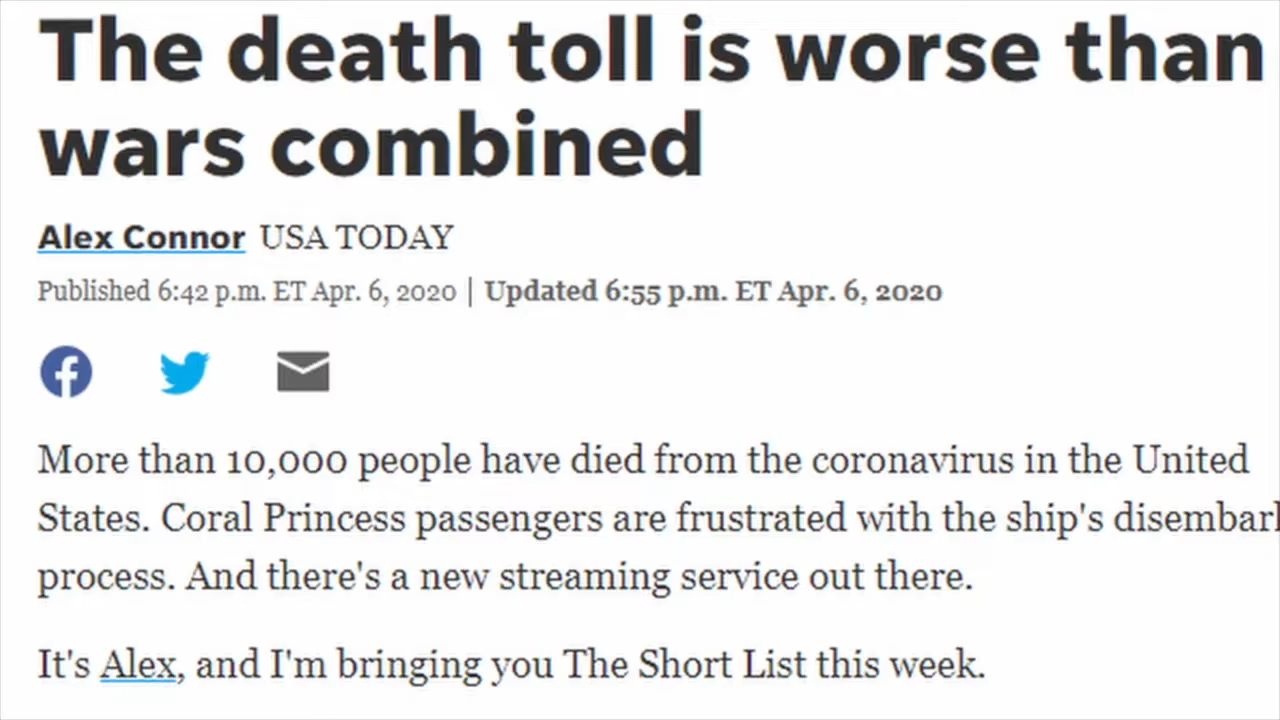 The death toll is worse than
wars combined
Alex Connor USA TODAY
Published 6:42 p.m. ET Apr. 6, 2020 | Updated 6:55 p.m. ET Apr. 6, 2020
More than 10,000 people have died from the coronavirus in the United
States. Coral Princess passengers are frustrated with the ship's
process. And there's a new streaming service out there.
It's Alex, and I'm bringing you The Short List this week.